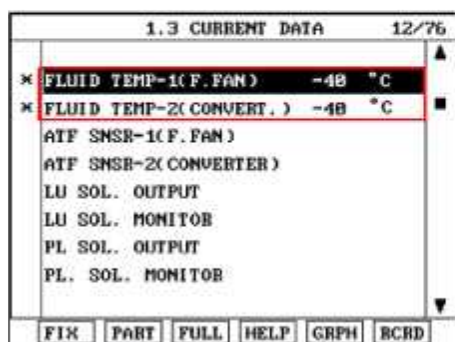 1.3 CURRENT DATA 12/76
* FLUID TEMP-1(F.FAN) -40 °C
* FLUID TEMP-2(CONVERT.) -40 °C
ATF SNSR-1(F.FAN)
ATF SNSR-2(CONVERTER)
LU SOL. OUTPUT
LU SOL. MONITOR
PL SOL. OUTPUT
PL. SOL. MONITOR
FIX PART FULL HELP GRPH RCRD